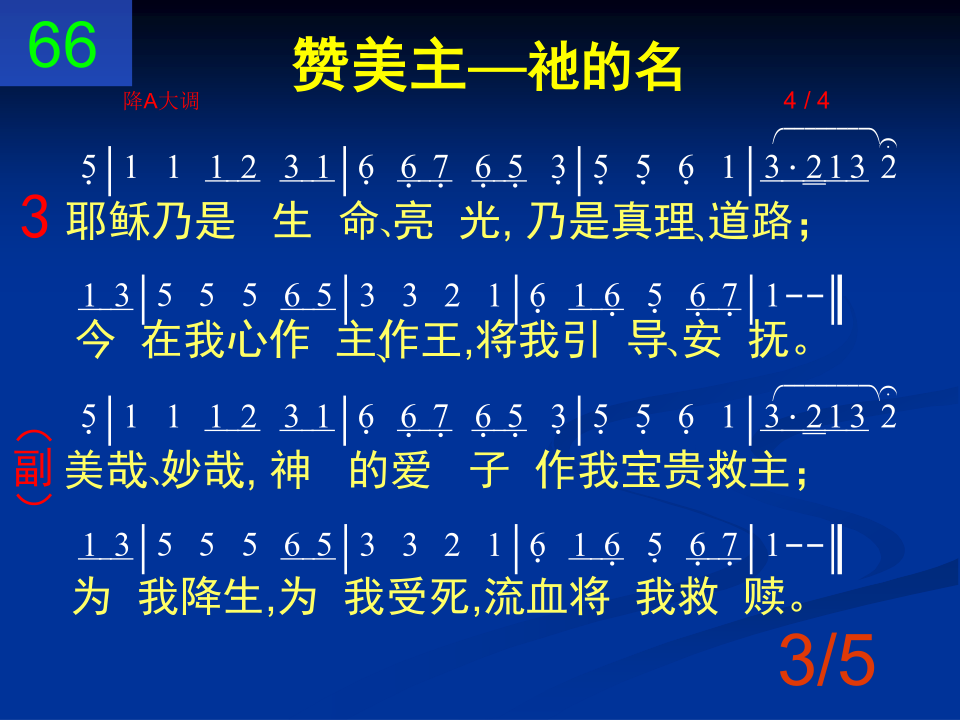 66
赞美主—祂的名
降A大调 4 / 4
5|1 1 1 2 3 1|6 6 7 6 5 3|5 5 6 1|3·213 2
3 耶稣乃是 生 命、亮 光, 乃是真理、道路；
1 3|5 5 5 6 5|3 3 2 1|6 1 6 5 6 7|1--‖
今 在我心作 主、作王,将我引 导、安 抚。
5|1 1 1 2 3 1|6 6 7 6 5 3|5 5 6 1|3·213 2
（副） 美哉、妙哉, 神 的爱 子 作我宝贵救主；
1 3|5 5 5 6 5|3 3 2 1|6 1 6 5 6 7|1--‖
为 我降生,为 我受死,流血将 我救 赎。
3/5